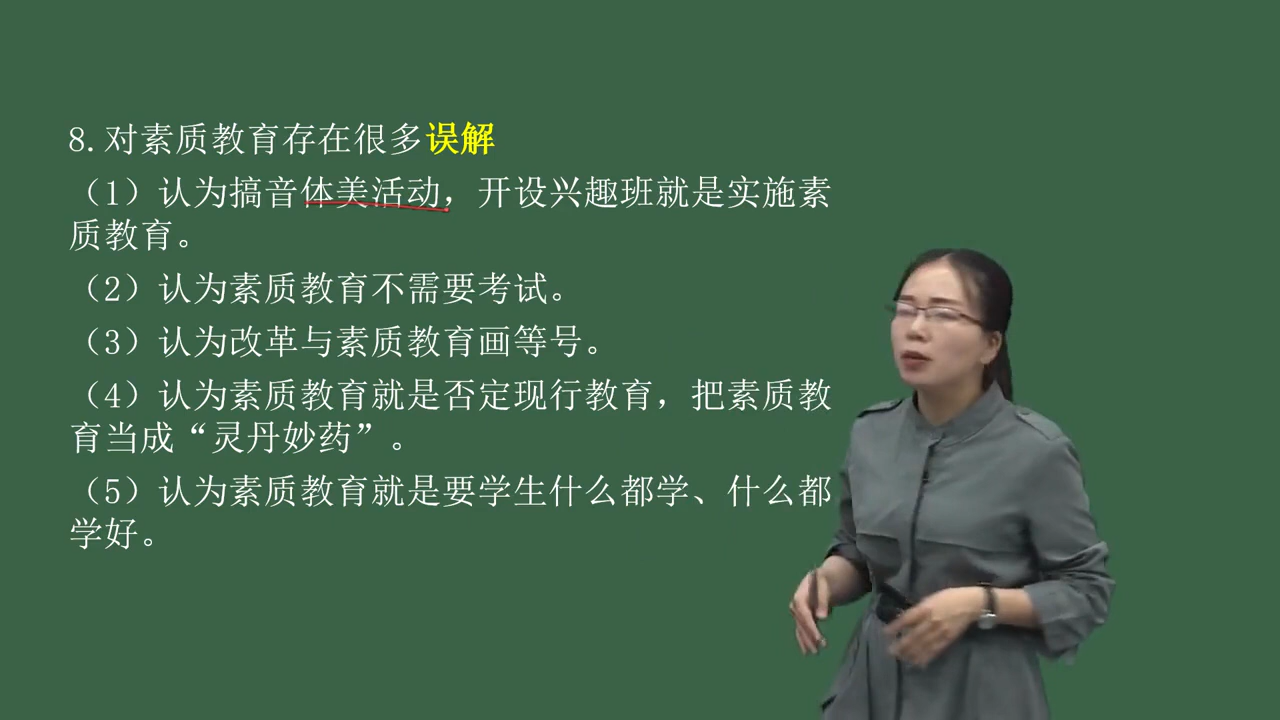 8.对素质教育存在很多误解
（1）认为搞音体美活动，开设兴趣班就是实施素
质教育。
（2）认为素质教育不需要考试。
（3）认为改革与素质教育画等号。
（4）认为素质教育就是否定现行教育，把素质教
育当成“灵丹妙药”。
（5）认为素质教育就是要学生什么都学、什么都
学好。